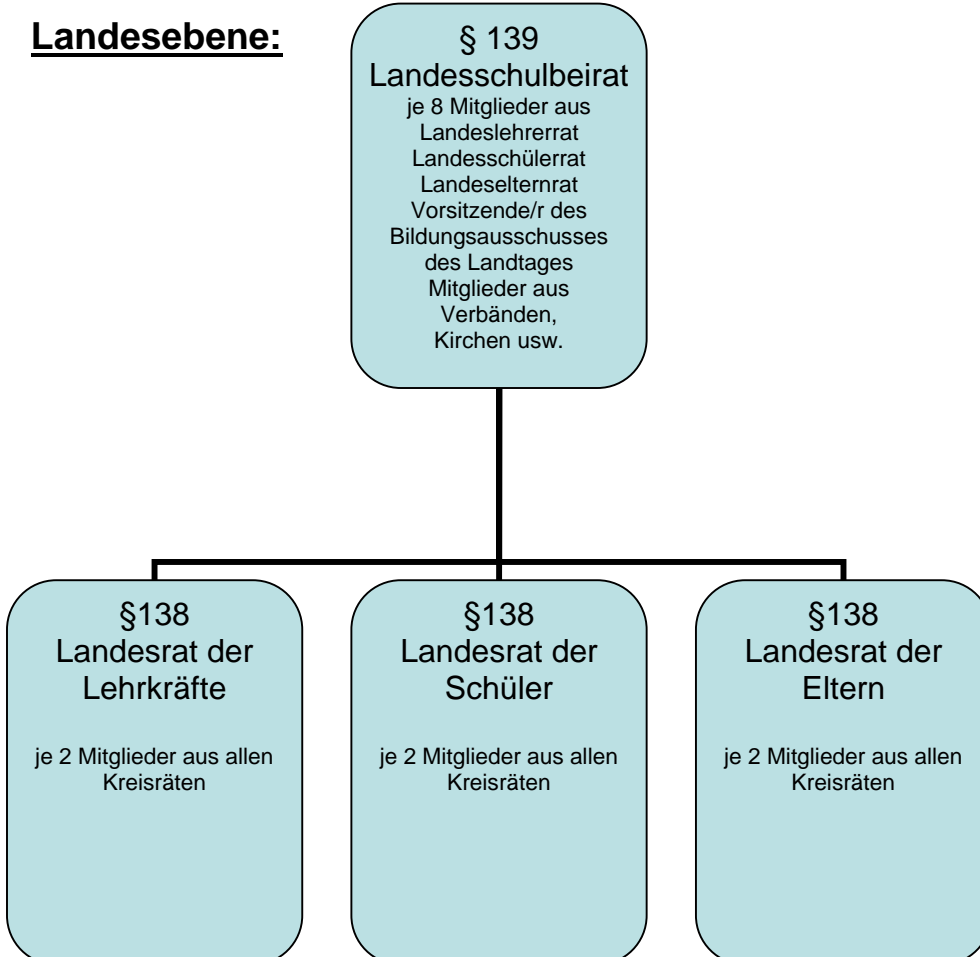 Landesebene:
§ 139
Landesschulbeirat
je 8 Mitglieder aus
Landeslehrerrat
Landesschülerrat
Landeselternrat
Vorsitzende/r des
Bildungsausschusses
des Landtages
Mitglieder aus
Verbänden,
Kirchen usw.
§138
Landesrat der
Lehrkräfte
je 2 Mitglieder aus allen
Kreisräten
§138
Landesrat der
Schüler
je 2 Mitglieder aus allen
Kreisräten
§138
Landesrat der
Eltern
je 2 Mitglieder aus allen
Kreisräten